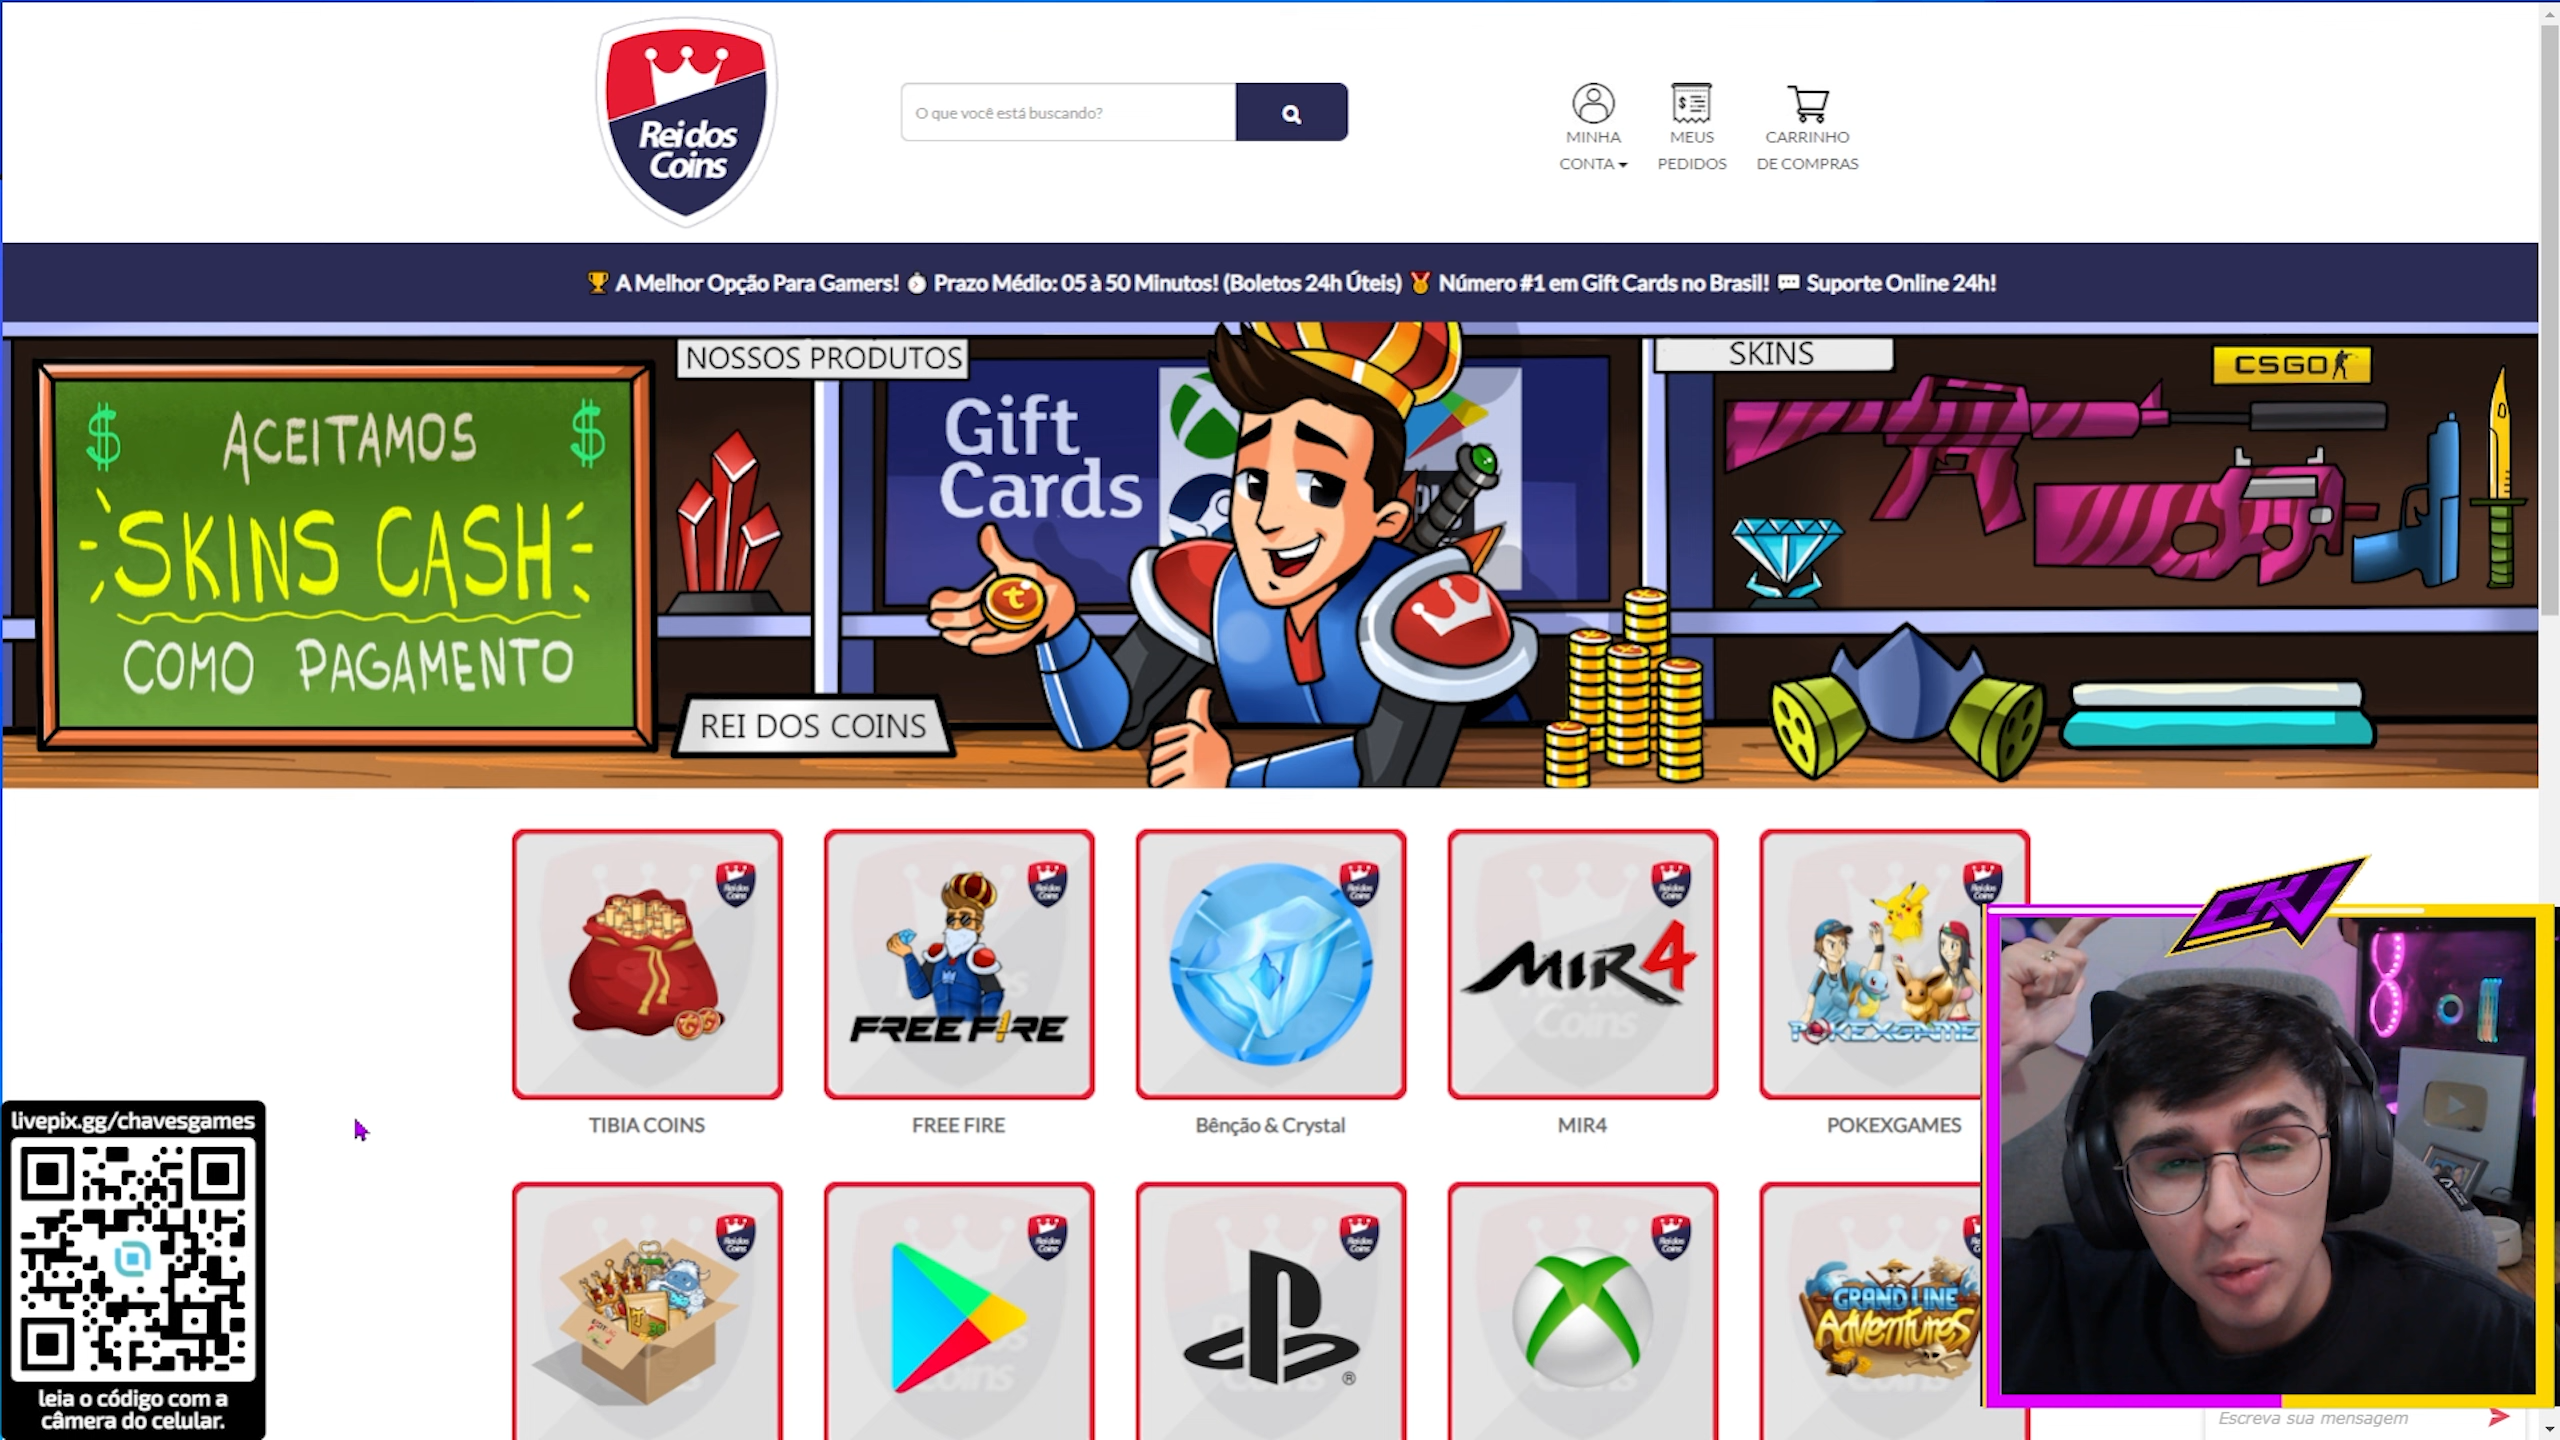 Rei dos
Coins
O que você está buscando?
MINHA
CONTA
MEUS
PEDIDOS
CARRINHO
DE COMPRAS
🏆 A Melhor Opção Para Gamers! ⏱ Prazo Médio: 05 à 50 Minutos! (Boletos 24h Úteis) 🏅 Número #1 em Gift Cards no Brasil! 💬 Suporte Online 24h!
$ ACEITAMOS $
SKINS CASH
COMO PAGAMENTO
NOSSOS PRODUTOS
Gift
Cards
REI DOS COINS
SKINS
CSGO
FREE FIRE
MIR4
POKEXGAME
TIBIA COINS
FREE FIRE
Bênção & Crystal
MIR4
POKEXGAMES
GRAND LINE
Adventures
CKV
livepix.gg/chavesgames
leia o código com a
câmera do celular.
Escreva sua mensagem